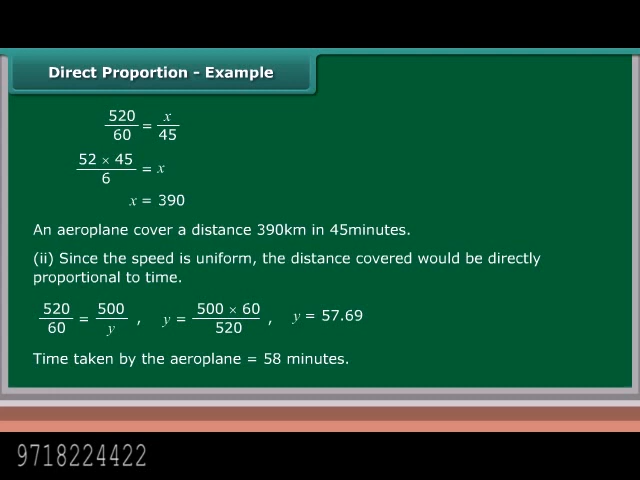 Direct Proportion - Example
520/60 = x/45
52 × 45/6 = x
x = 390
An aeroplane cover a distance 390km in 45minutes.
(ii) Since the speed is uniform, the distance covered would be directly
proportional to time.
520/60 = 500/y , y = 500 × 60/520 , y = 57.69
Time taken by the aeroplane = 58 minutes.
9718224422